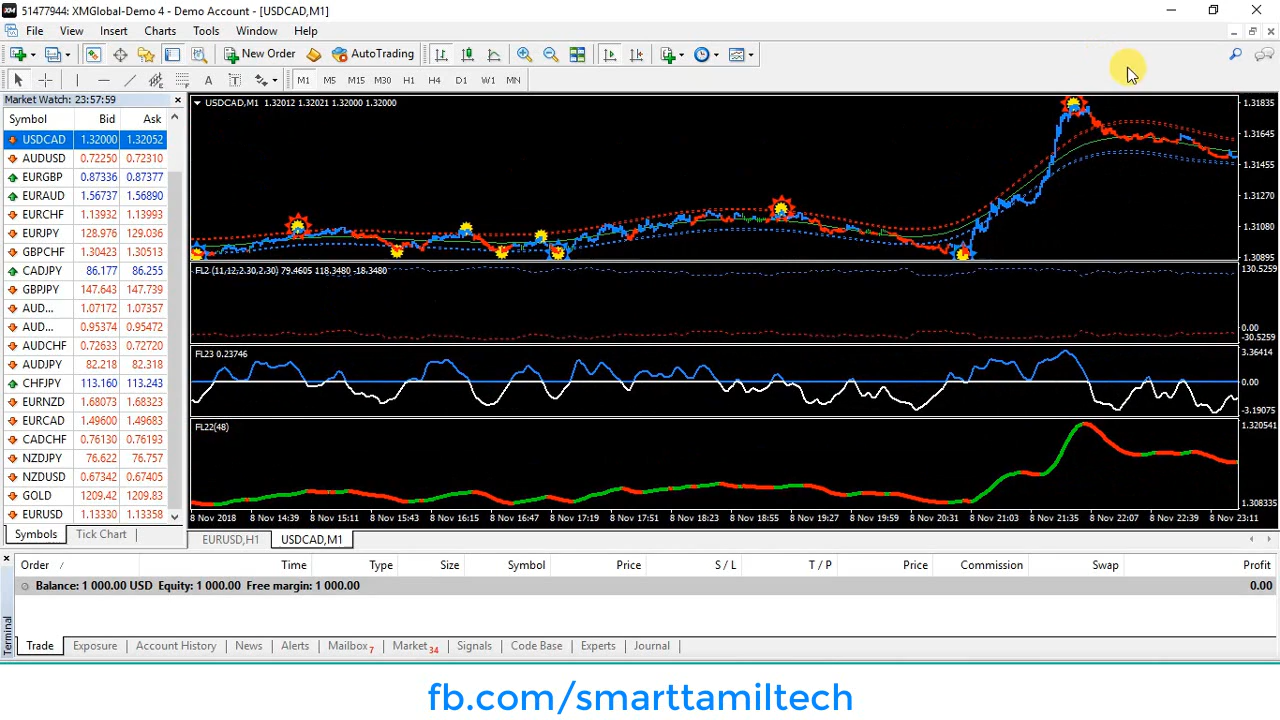 51477944: XMGlobal-Demo 4 - Demo Account - [USDCAD,M1]
File View Insert Charts Tools Window Help
New Order AutoTrading
A T M1 M5 M15 M30 H1 H4 D1 W1 MN
Market Watch: 23:57:59
Symbol Bid Ask
USDCAD 1.32000 1.32052
AUDUSD 0.72250 0.72310
EURGBP 0.87336 0.87377
EURAUD 1.56737 1.56890
EURCHF 1.13932 1.13993
EURJPY 128.976 129.036
GBPCHF 1.30423 1.30513
CADJPY 86.177 86.255
GBPJPY 147.643 147.739
AUD... 1.07172 1.07357
AUD... 0.95374 0.95472
AUDCHF 0.72633 0.72720
AUDJPY 82.218 82.318
CHFJPY 113.160 113.243
EURNZD 1.68073 1.68323
EURCAD 1.49600 1.49683
CADCHF 0.76130 0.76193
NZDJPY 76.622 76.757
NZDUSD 0.67342 0.67405
GOLD 1209.42 1209.83
EURUSD 1.13330 1.13358
Symbols Tick Chart
USDCAD,M1 1.32012 1.32021 1.32000 1.32000
1.31835
1.31645
1.31455
1.31270
1.31080
1.30895
FL2 (11,12,2.30,2.30) 79.4605 118.3480 -18.3480
130.5259
0.00
-30.5259
FL23 0.23746
3.36414
0.00
-3.19075
FL22(48)
1.320541
1.308335
8 Nov 2018 8 Nov 14:39 8 Nov 15:11 8 Nov 15:43 8 Nov 16:15 8 Nov 16:47 8 Nov 17:19 8 Nov 17:51 8 Nov 18:23 8 Nov 18:55 8 Nov 19:27 8 Nov 19:59 8 Nov 20:31 8 Nov 21:03 8 Nov 21:35 8 Nov 22:07 8 Nov 22:39 8 Nov 23:11
EURUSD,H1 USDCAD,M1
Order / Time Type Size Symbol Price S / L T / P Price Commission Swap Profit
Balance: 1 000.00 USD Equity: 1 000.00 Free margin: 1 000.00 0.00
Terminal
Trade Exposure Account History News Alerts Mailbox 7 Market 34 Signals Code Base Experts Journal
fb.com/smarttamiltech